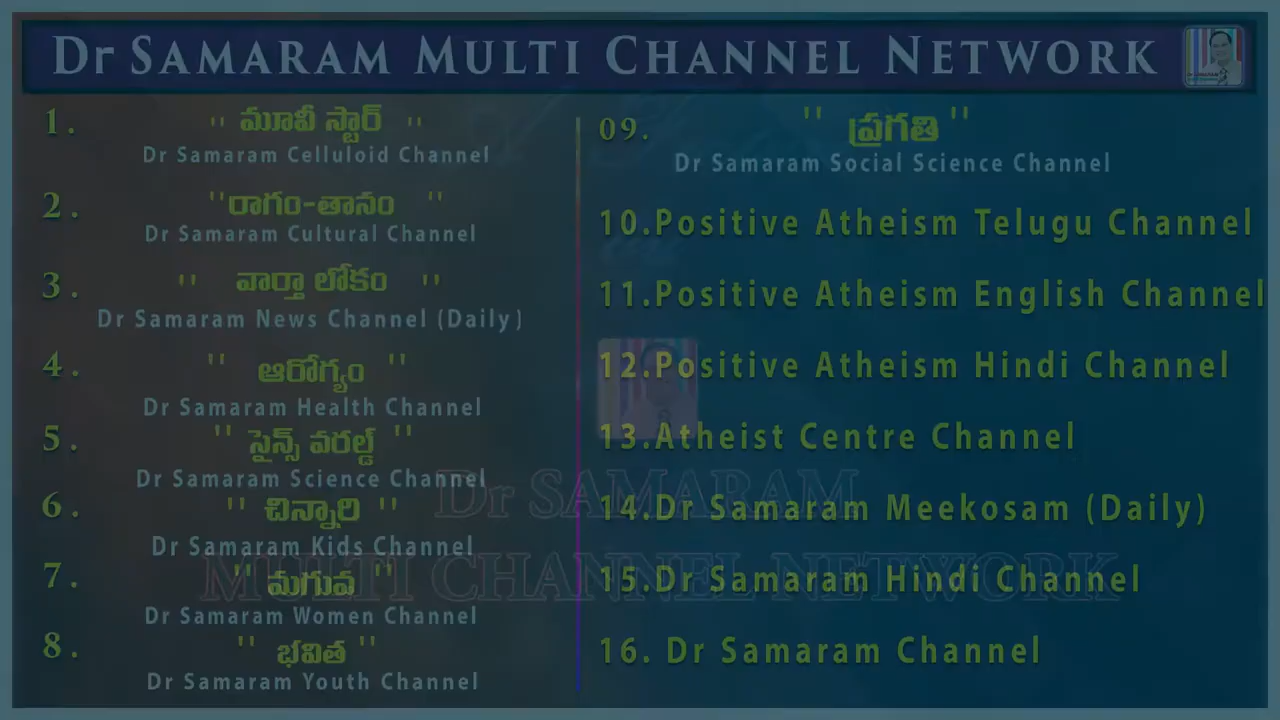 Dr SAMARAM MULTI CHANNEL NETWORK
1. " మూవీ స్టార్ "
Dr Samaram Celluloid Channel
2. "రాగం-తానం "
Dr Samaram Cultural Channel
3. " వార్తా లోకం "
Dr Samaram News Channel (Daily)
4. " ఆరోగ్యం "
Dr Samaram Health Channel
5. " సైన్స్ వరల్డ్ "
Dr Samaram Science Channel
6. " చిన్నారి "
Dr Samaram Kids Channel
7. " మగువ "
Dr Samaram Women Channel
8. " భవిత "
Dr Samaram Youth Channel
09. " ప్రగతి "
Dr Samaram Social Science Channel
10.Positive Atheism Telugu Channel
11.Positive Atheism English Channel
12.Positive Atheism Hindi Channel
13.Atheist Centre Channel
14.Dr Samaram Meekosam (Daily)
15.Dr Samaram Hindi Channel
16. Dr Samaram Channel
Dr SAMARAM
MULTI CHANNEL NETWORK